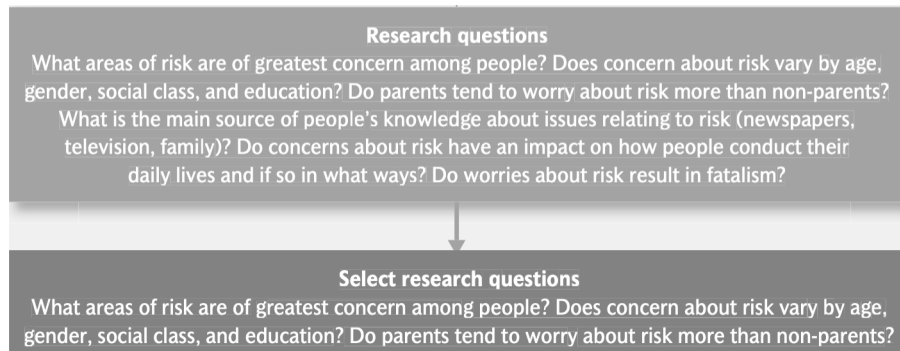 Research questions
What areas of risk are of greatest concern among people? Does concern about risk vary by age,
gender, social class, and education? Do parents tend to worry about risk more than non-parents?
What is the main source of people's knowledge about issues relating to risk (newspapers,
television, family)? Do concerns about risk have an impact on how people conduct their
daily lives and if so in what ways? Do worries about risk result in fatalism?
Select research questions
What areas of risk are of greatest concern among people? Does concern about risk vary by age,
gender, social class, and education? Do parents tend to worry about risk more than non-parents?